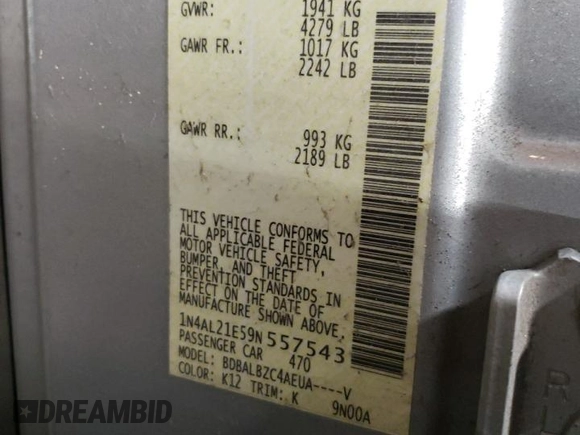 GVWR: 1941 KG
4279 LB
GAWR FR.: 1017 KG
2242 LB
GAWR RR.: 993 KG
2189 LB
THIS VEHICLE CONFORMS TO
ALL APPLICABLE FEDERAL
MOTOR VEHICLE SAFETY,
BUMPER, AND THEFT
PREVENTION STANDARDS IN
EFFECT ON THE DATE OF
MANUFACTURE SHOWN ABOVE.
1N4AL21E59N 557543
PASSENGER CAR 470
MODEL: BDBALBZC4AEUA----V
COLOR: K12 TRIM: K 9N00A
DREAMBID